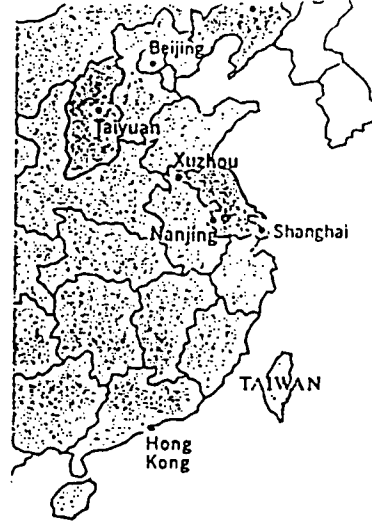 Beijing
Taiyuan
Xuzhou
Nanjing
Shanghai
TAIWAN
Hong
Kong